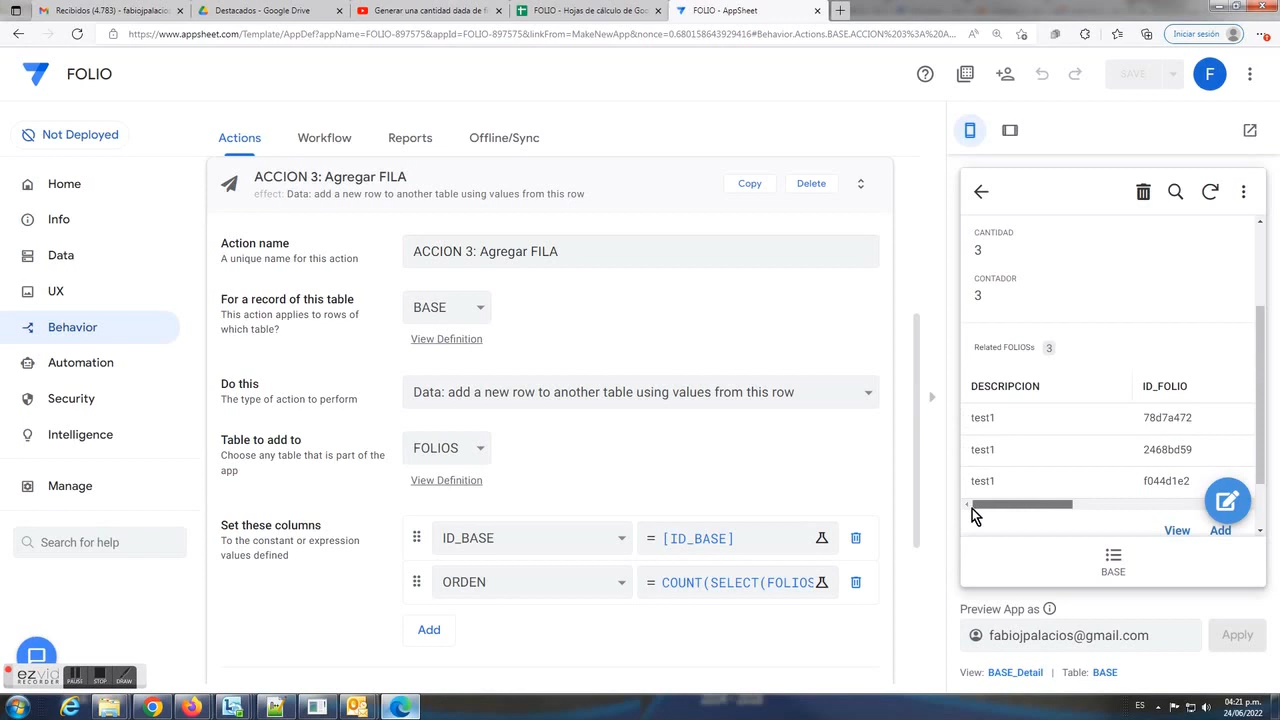 Recibidos (4.783) - fabiojpalacios
Destacados - Google Drive
Generar una cantidad dada de f
FOLIO - Hojas de cálculo de Goo
FOLIO - AppSheet
https://www.appsheet.com/Template/AppDef?appName=FOLIO-897575&appId=FOLIO-897575&linkFrom=MakeNewApp&nonce=0.680158643929416#Behavior.Actions.BASE.ACCION%203%3A%20A...
Iniciar sesión
FOLIO
SAVE
F
Not Deployed
Actions
Workflow
Reports
Offline/Sync
Home
Info
Data
UX
Behavior
Automation
Security
Intelligence
Manage
Search for help
ACCION 3: Agregar FILA
effect: Data: add a new row to another table using values from this row
Copy
Delete
Action name
A unique name for this action
ACCION 3: Agregar FILA
For a record of this table
This action applies to rows of
which table?
BASE
View Definition
Do this
The type of action to perform
Data: add a new row to another table using values from this row
Table to add to
Choose any table that is part of the
app
FOLIOS
View Definition
Set these columns
To the constant or expression
values defined
ID_BASE
= [ID_BASE]
ORDEN
= COUNT(SELECT(FOLIOS
Add
CANTIDAD
3
CONTADOR
3
Related FOLIOSs 3
DESCRIPCION ID_FOLIO
test1 78d7a472
test1 2468bd59
test1 f044d1e2
View Add
BASE
Preview App as
fabiojpalacios@gmail.com
Apply
View: BASE_Detail | Table: BASE
ezvid
RECORDER
PAUSE STOP DRAW
ES
04:21 p.m.
24/06/2022